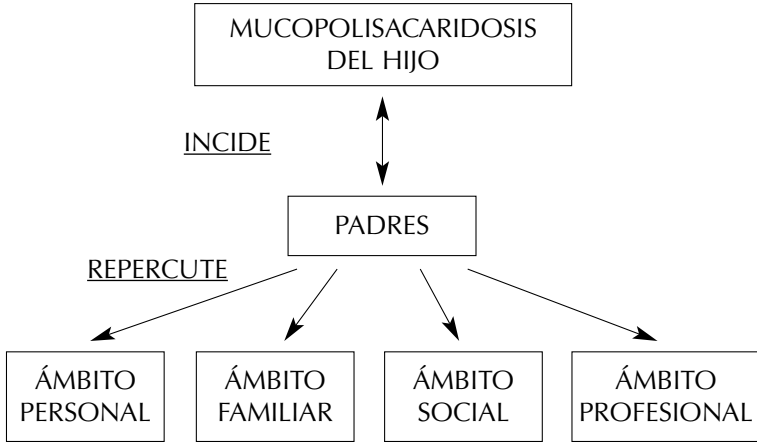 MUCOPOLISACARIDOSIS
DEL HIJO
INCIDE
PADRES
REPERCUTE
ÁMBITO
PERSONAL
ÁMBITO
FAMILIAR
ÁMBITO
SOCIAL
ÁMBITO
PROFESIONAL